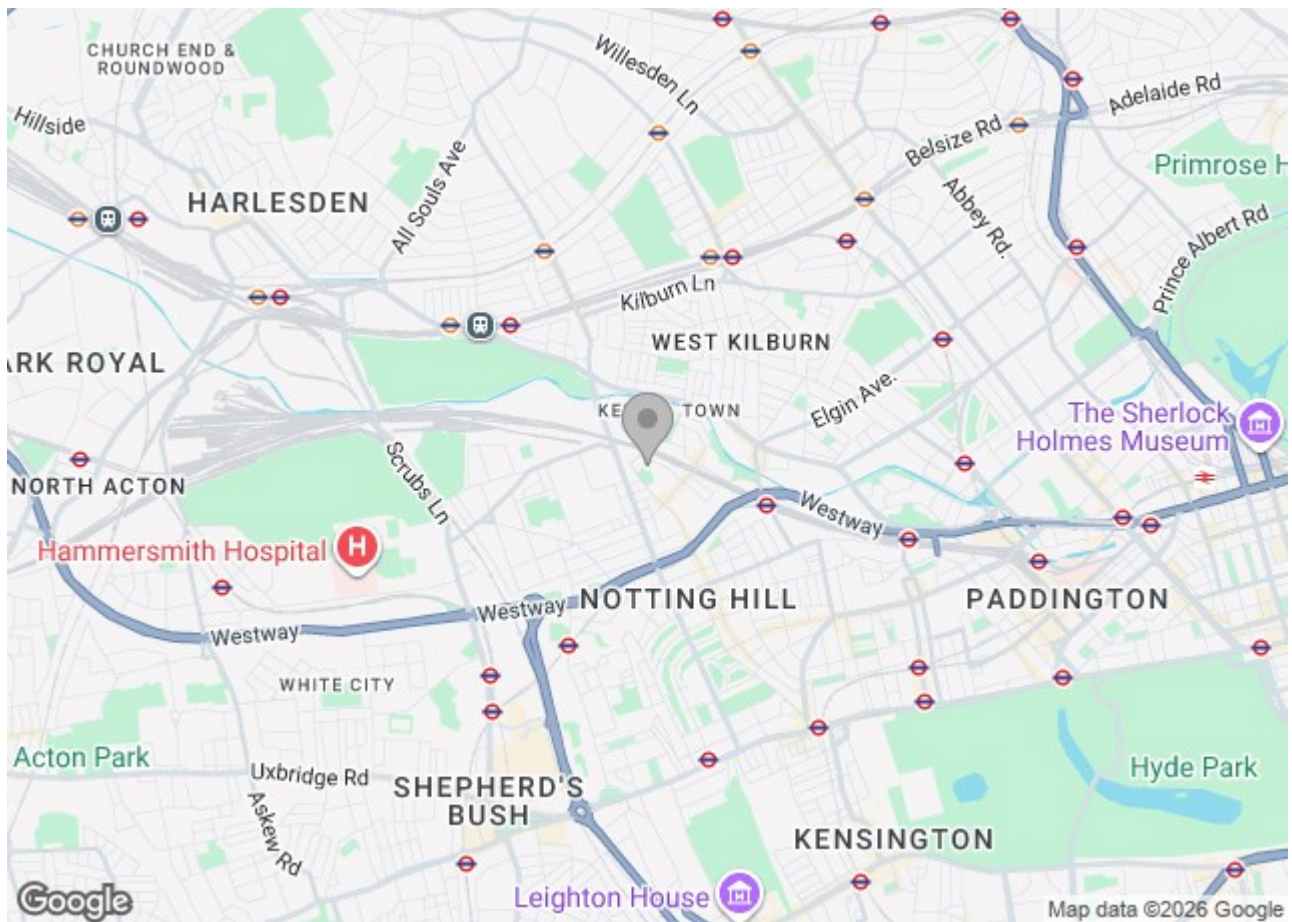 CHURCH END &
ROUNDWOOD
Willesden Ln
Adelaide Rd
Hillside
Belsize Rd
All Souls Ave
Primrose H
HARLESDEN
Abbey Rd.
Prince Albert Rd
Kilburn Ln
WEST KILBURN
ARK ROYAL
Elgin Ave.
KE TOWN
The Sherlock
Holmes Museum
Scrubs Ln
NORTH ACTON
Westway
Hammersmith Hospital
H
NOTTING HILL
PADDINGTON
Westway
Westway
WHITE CITY
Acton Park
Uxbridge Rd
Hyde Park
SHEPHERD'S
BUSH
Askew Rd
KENSINGTON
Leighton House
Google
Map data ©2026 Google